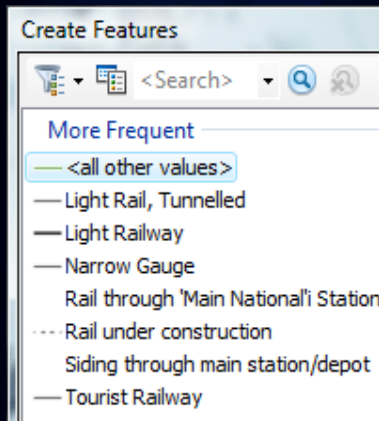 Create Features
<Search>
More Frequent
<all other values>
Light Rail, Tunnelled
Light Railway
Narrow Gauge
Rail through 'Main National'i Station
Rail under construction
Siding through main station/depot
Tourist Railway